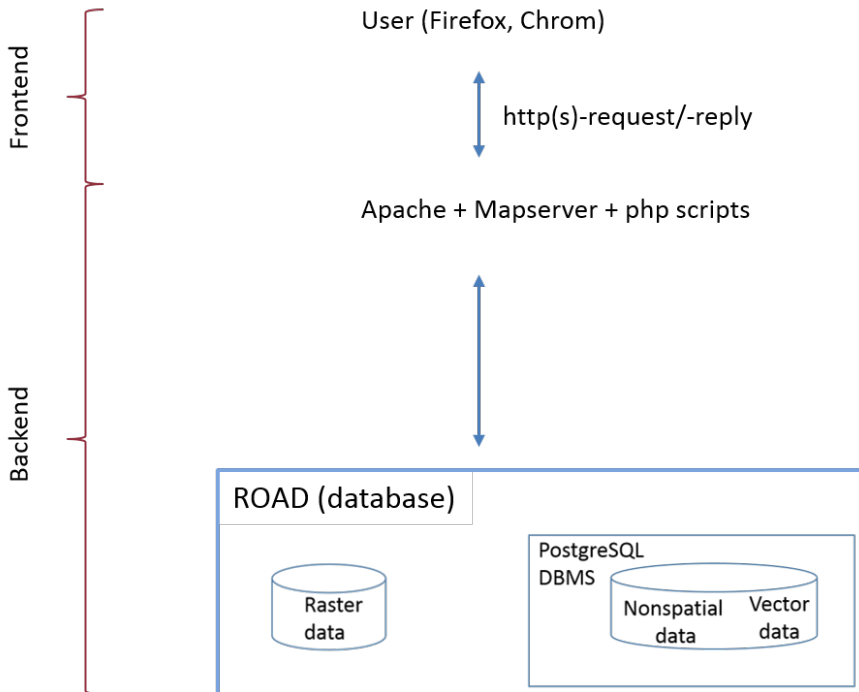 User (Firefox, Chrom)
Frontend
http(s)-request/-reply
Apache + Mapserver + php scripts
Backend
ROAD (database)
PostgreSQL
DBMS
Raster
data
Nonspatial
data
Vector
data